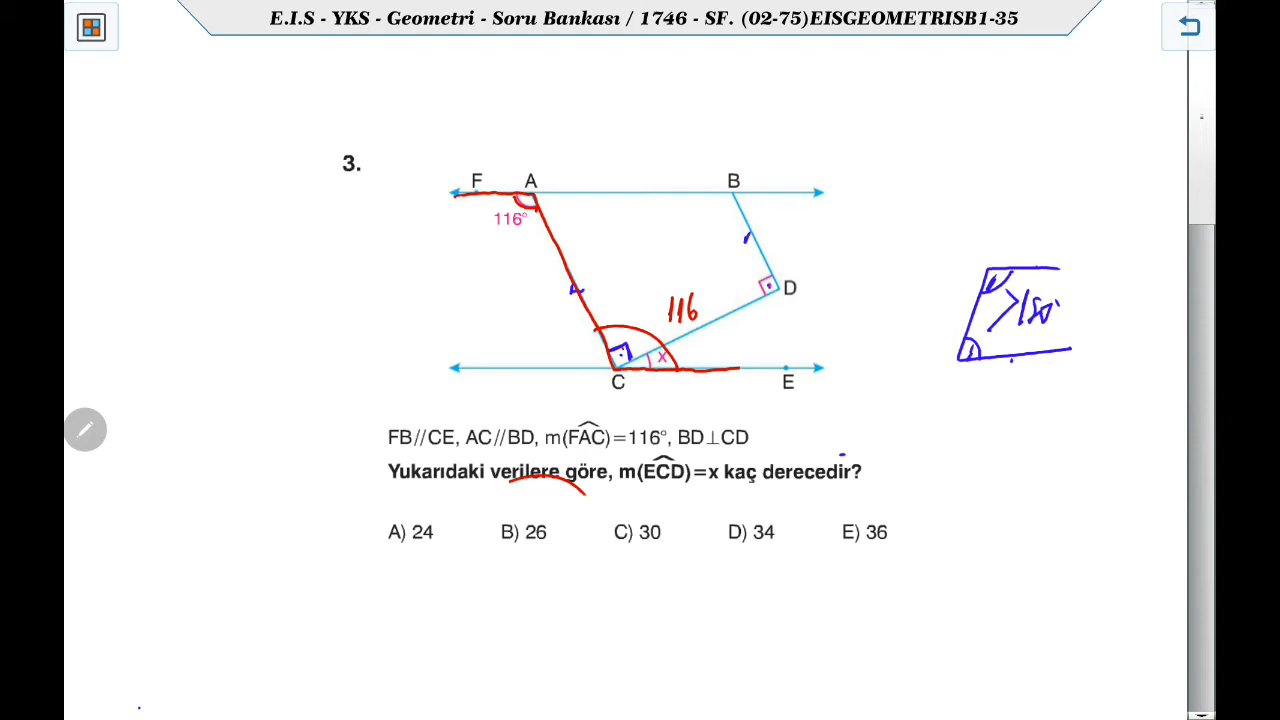 E.I.S - YKS - Geometri - Soru Bankası / 1746 - SF. (02-75)EISGEOMETRISB1-35
3.
F A B
116°
D
116
x
C E
>180°
FB//CE, AC//BD, m(FAC)=116°, BD⊥CD
Yukarıdaki verilere göre, m(ECD)=x kaç derecedir?
A) 24 B) 26 C) 30 D) 34 E) 36